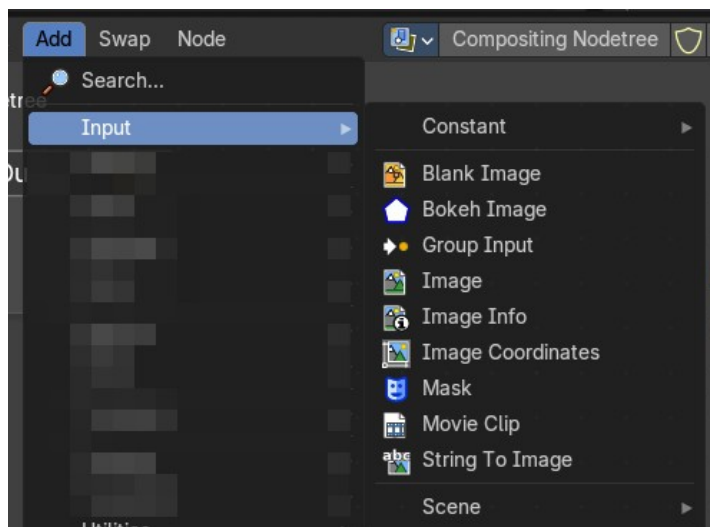 Add Swap Node Compositing Nodetree
Search...
Input
Constant
Blank Image
Bokeh Image
Group Input
Image
Image Info
Image Coordinates
Mask
Movie Clip
abc
String To Image
Scene